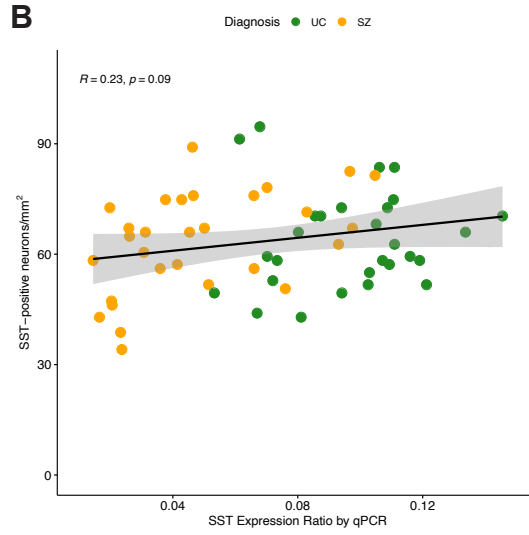 B
Diagnosis UC SZ
R = 0.23, p = 0.09
90
60
30
0
SST−positive neurons/mm²
0.04 0.08 0.12
SST Expression Ratio by qPCR